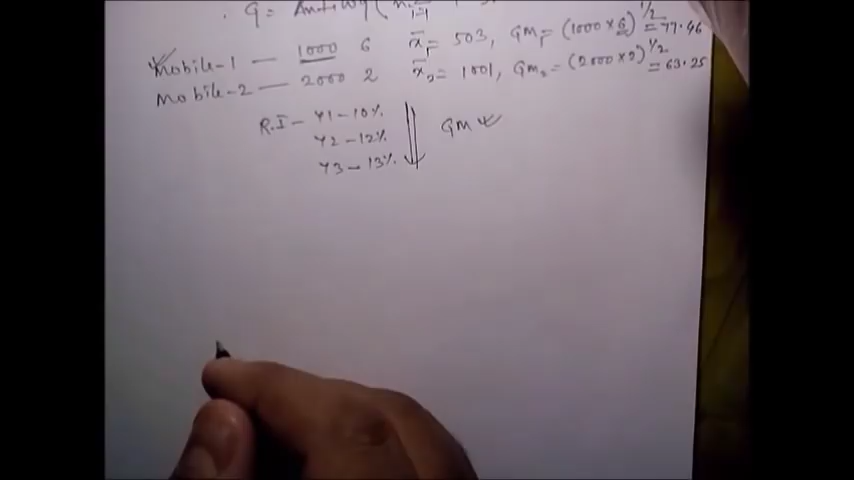 G = Antilog (
Mobile-1 — 1000 6 x̄₁ = 503, GM₁ = (1000×6)^1/2 = 77.46
Mobile-2 — 2000 2 x̄₂ = 1001, GM₂ = (2000×2)^1/2 = 63.25
R.I — Y1 – 10%
Y2 – 12% GM
Y3 – 13%